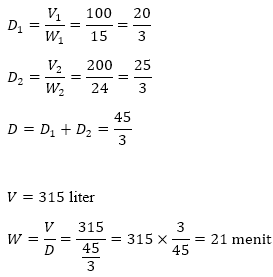 D₁ = V₁/W₁ = 100/15 = 20/3
D₂ = V₂/W₂ = 200/24 = 25/3
D = D₁ + D₂ = 45/3
V = 315 liter
W = V/D = 315/(45/3) = 315 × 3/45 = 21 menit